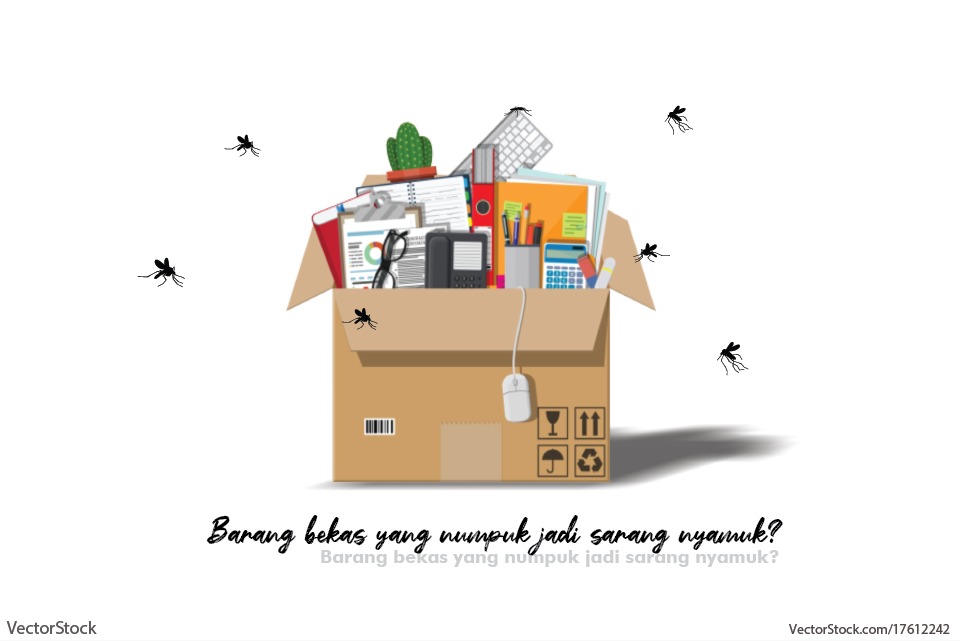 Barang bekas yang numpuk jadi sarang nyamuk?
Barang bekas yang numpuk jadi sarang nyamuk?
VectorStock
VectorStock.com/17612242